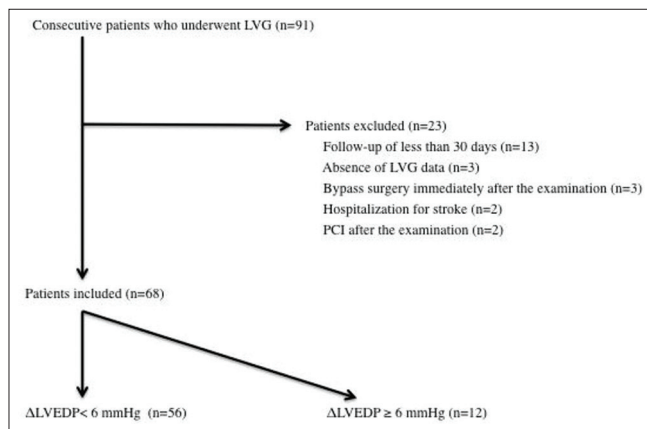 Consecutive patients who underwent LVG (n=91)
Patients excluded (n=23)
Follow-up of less than 30 days (n=13)
Absence of LVG data (n=3)
Bypass surgery immediately after the examination (n=3)
Hospitalization for stroke (n=2)
PCI after the examination (n=2)
Patients included (n=68)
ΔLVEDP< 6 mmHg (n=56)
ΔLVEDP ≥ 6 mmHg (n=12)